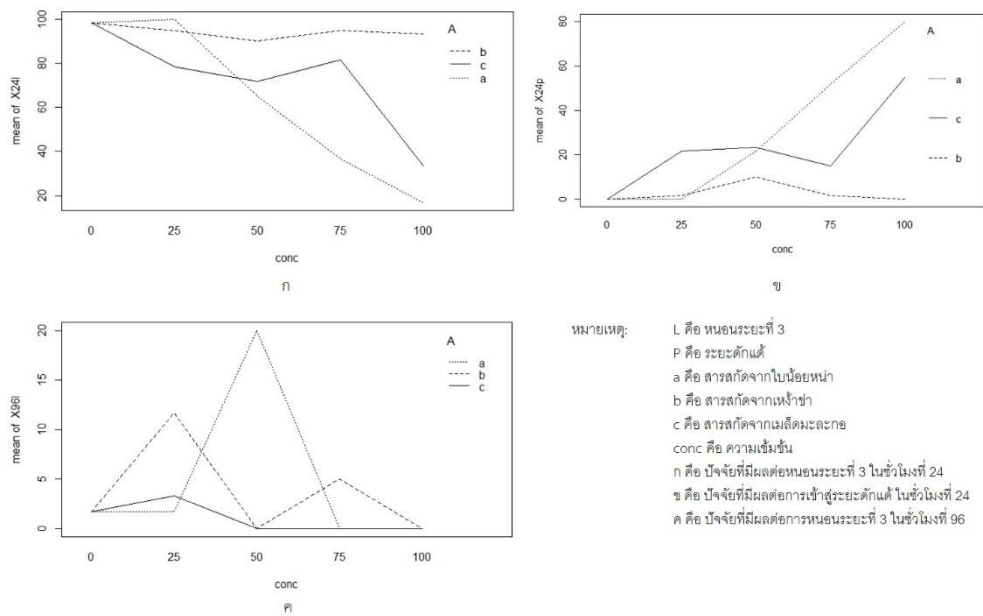 100
80
60
40
20
mean of X24l
A
b
c
a
0 25 50 75 100
conc
ก
80
60
40
20
0
mean of X24p
A
a
c
b
0 25 50 75 100
conc
ข
20
15
10
5
0
mean of X96l
A
a
b
c
0 25 50 75 100
conc
ค
หมายเหตุ: L คือ หนอนระยะที่ 3
P คือ ระยะดักแด้
a คือ สารสกัดจากใบน้อยหน่า
b คือ สารสกัดจากเหง้าข่า
c คือ สารสกัดจากเมล็ดมะละกอ
conc คือ ความเข้มข้น
ก คือ ปัจจัยที่มีผลต่อหนอนระยะที่ 3 ในชั่วโมงที่ 24
ข คือ ปัจจัยที่มีผลต่อการเข้าสู่ระยะดักแด้ ในชั่วโมงที่ 24
ค คือ ปัจจัยที่มีผลต่อการหนอนระยะที่ 3 ในชั่วโมงที่ 96